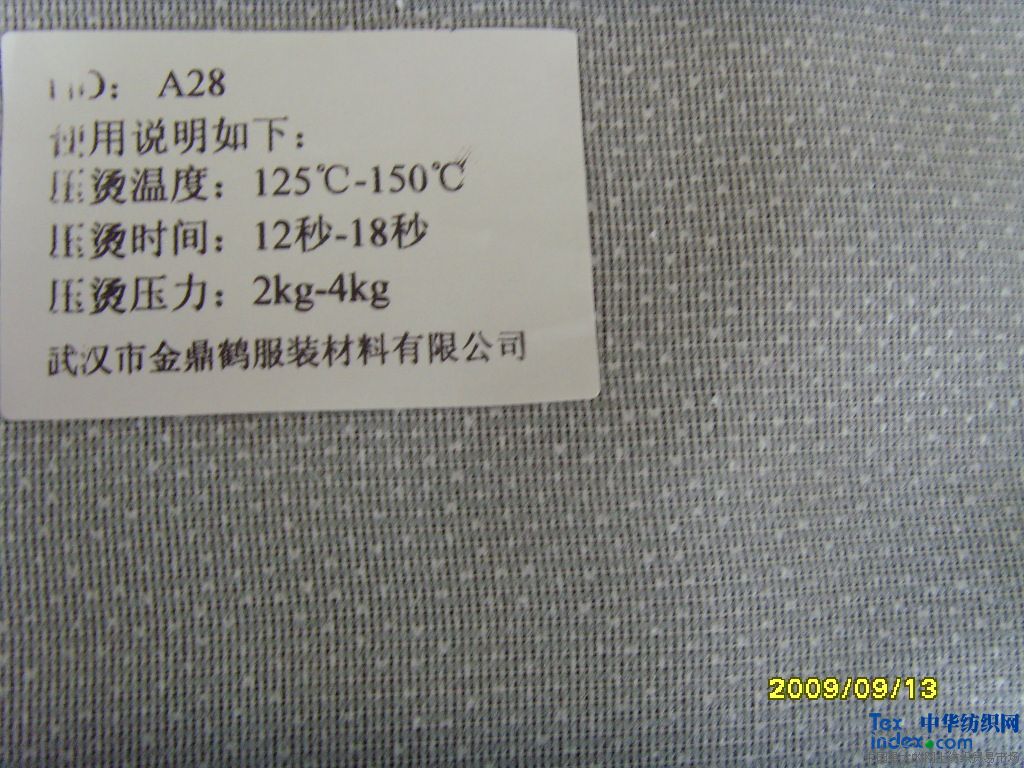 NO： A28
使用说明如下：
压烫温度：125℃-150℃
压烫时间：12秒-18秒
压烫压力：2kg-4kg
武汉市金鼎鹤服装材料有限公司
2009/09/13
Tex 中华纺织网
index.com